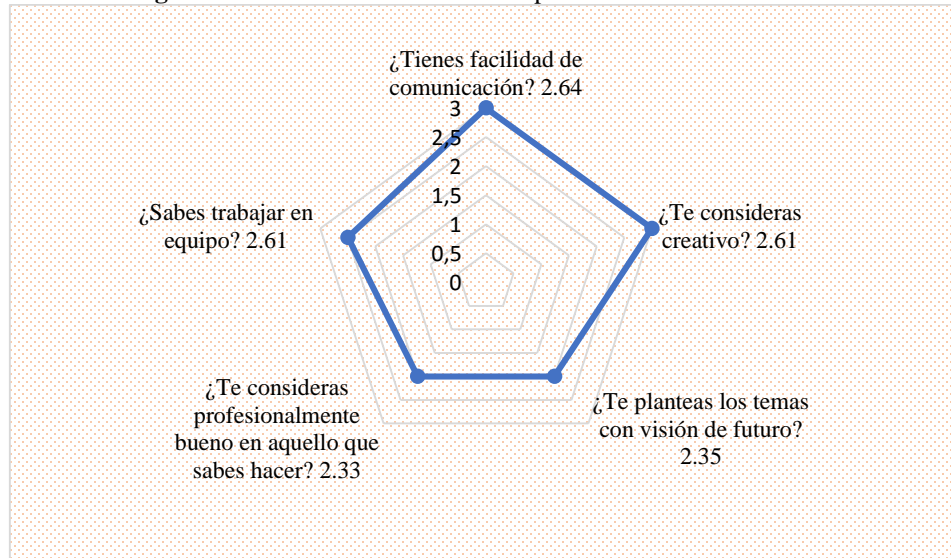 ¿Tienes facilidad de
comunicación? 2.64
3
2,5
2
1,5
1
0,5
0
¿Sabes trabajar en
equipo? 2.61
¿Te consideras
creativo? 2.61
¿Te consideras
profesionalmente
bueno en aquello que
sabes hacer? 2.33
¿Te planteas los temas
con visión de futuro?
2.35